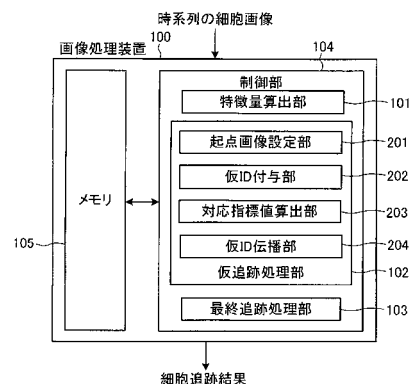 時系列の細胞画像
画像処理装置
100
104
制御部
特徴量算出部
101
起点画像設定部
201
仮ID付与部
202
メモリ
対応指標値算出部
203
105
仮ID伝播部
204
仮追跡処理部
102
最終追跡処理部
103
細胞追跡結果